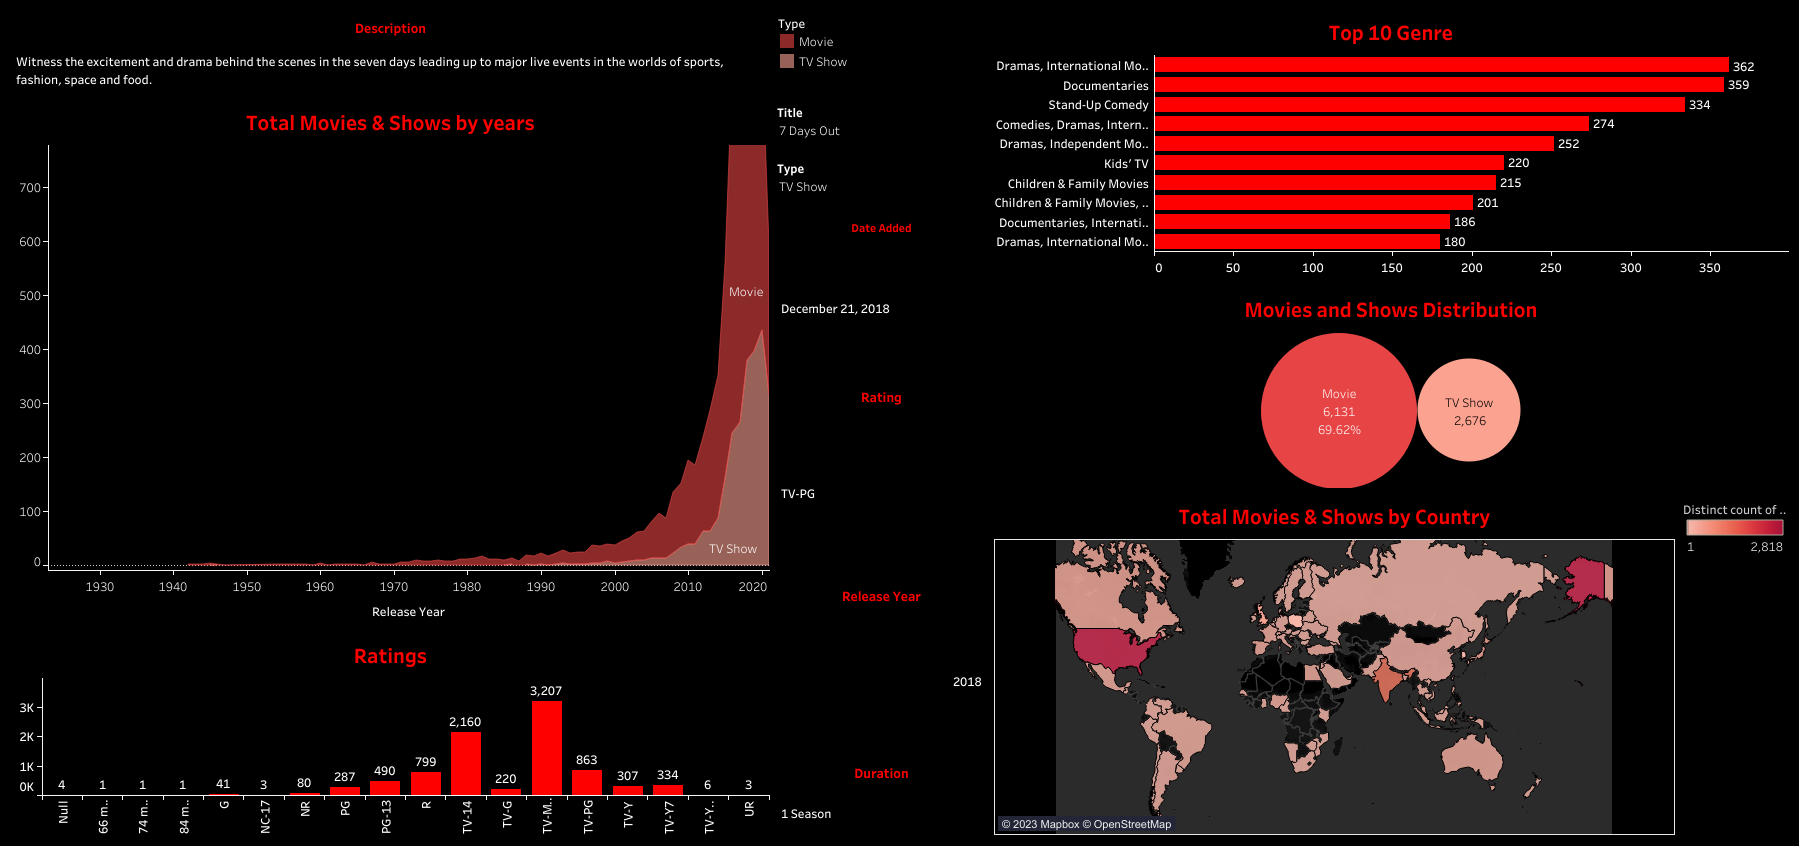 Description
Witness the excitement and drama behind the scenes in the seven days leading up to major live events in the worlds of sports,
fashion, space and food.
Type
Movie
TV Show
Title
7 Days Out
Type
TV Show
Date Added
December 21, 2018
Rating
TV-PG
Release Year
2018
Duration
1 Season
Total Movies & Shows by years
700
600
500
400
300
200
100
0
Movie
TV Show
1930
1940
1950
1960
1970
1980
1990
2000
2010
2020
Release Year
Ratings
3K
2K
1K
0K
4
1
1
1
41
3
80
287
490
799
2,160
220
3,207
863
307
334
6
3
Null
66 m..
74 m..
84 m..
G
NC-17
NR
PG
PG-13
R
TV-14
TV-G
TV-M..
TV-PG
TV-Y
TV-Y7
TV-Y..
UR
Top 10 Genre
Dramas, International Mo.. 362
Documentaries 359
Stand-Up Comedy 334
Comedies, Dramas, Intern.. 274
Dramas, Independent Mo.. 252
Kids' TV 220
Children & Family Movies 215
Children & Family Movies, .. 201
Documentaries, Internati.. 186
Dramas, International Mo.. 180
0
50
100
150
200
250
300
350
Movies and Shows Distribution
Movie
6,131
69.62%
TV Show
2,676
Total Movies & Shows by Country
Distinct count of ..
1
2,818
© 2023 Mapbox © OpenStreetMap